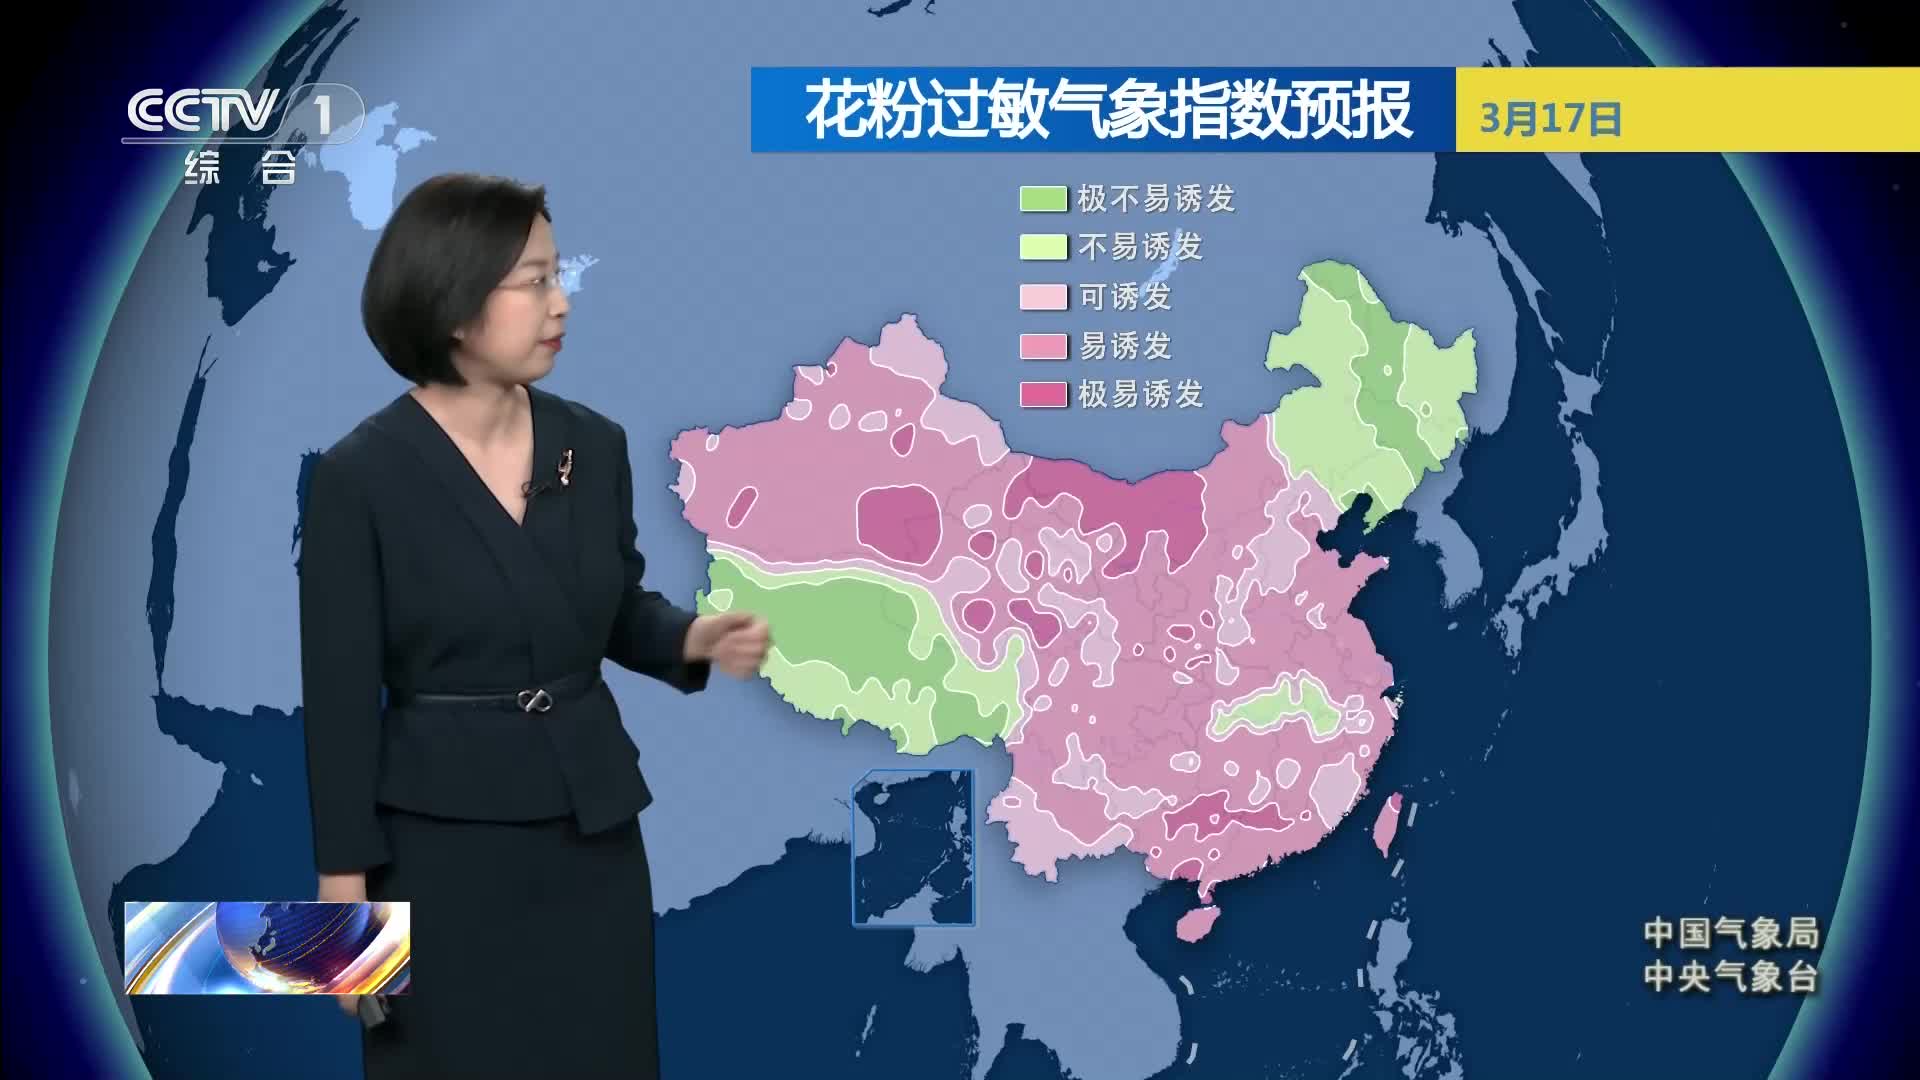 CCTV 1
综合
花粉过敏气象指数预报
3月17日
极不易诱发
不易诱发
可诱发
易诱发
极易诱发
中国气象局
中央气象台